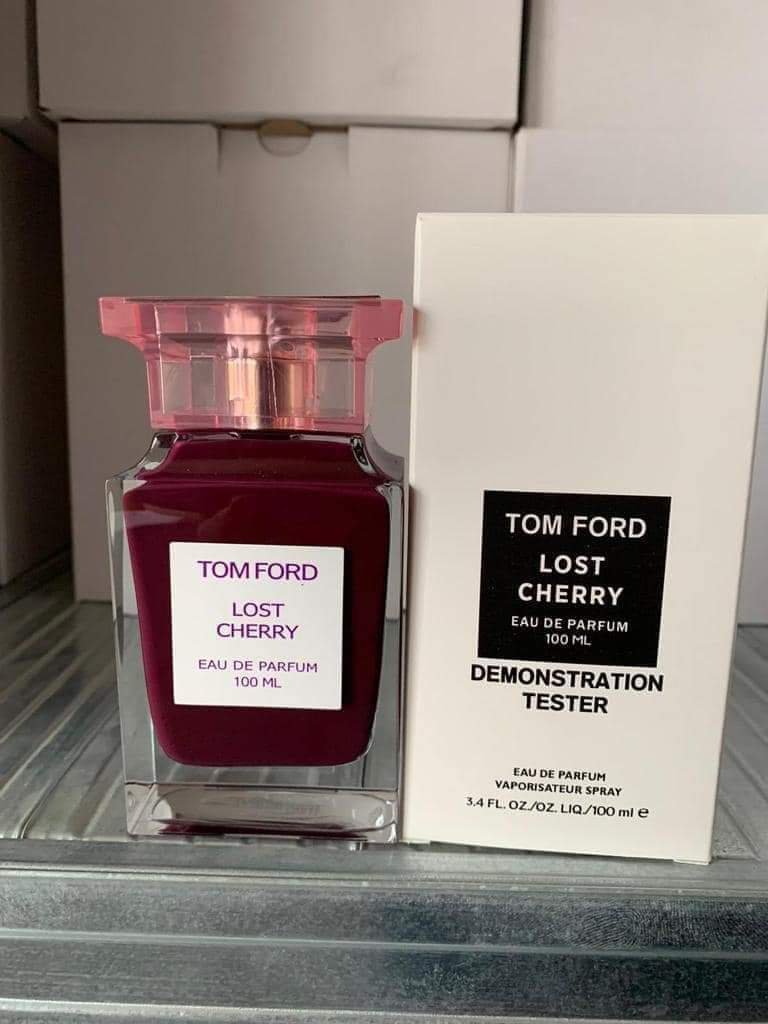 TOM FORD
LOST
CHERRY
EAU DE PARFUM
100 ML
TOM FORD
LOST
CHERRY
EAU DE PARFUM
100 ML
DEMONSTRATION
TESTER
EAU DE PARFUM
VAPORISATEUR SPRAY
3.4 FL. OZ./OZ. LIQ./100 ml e